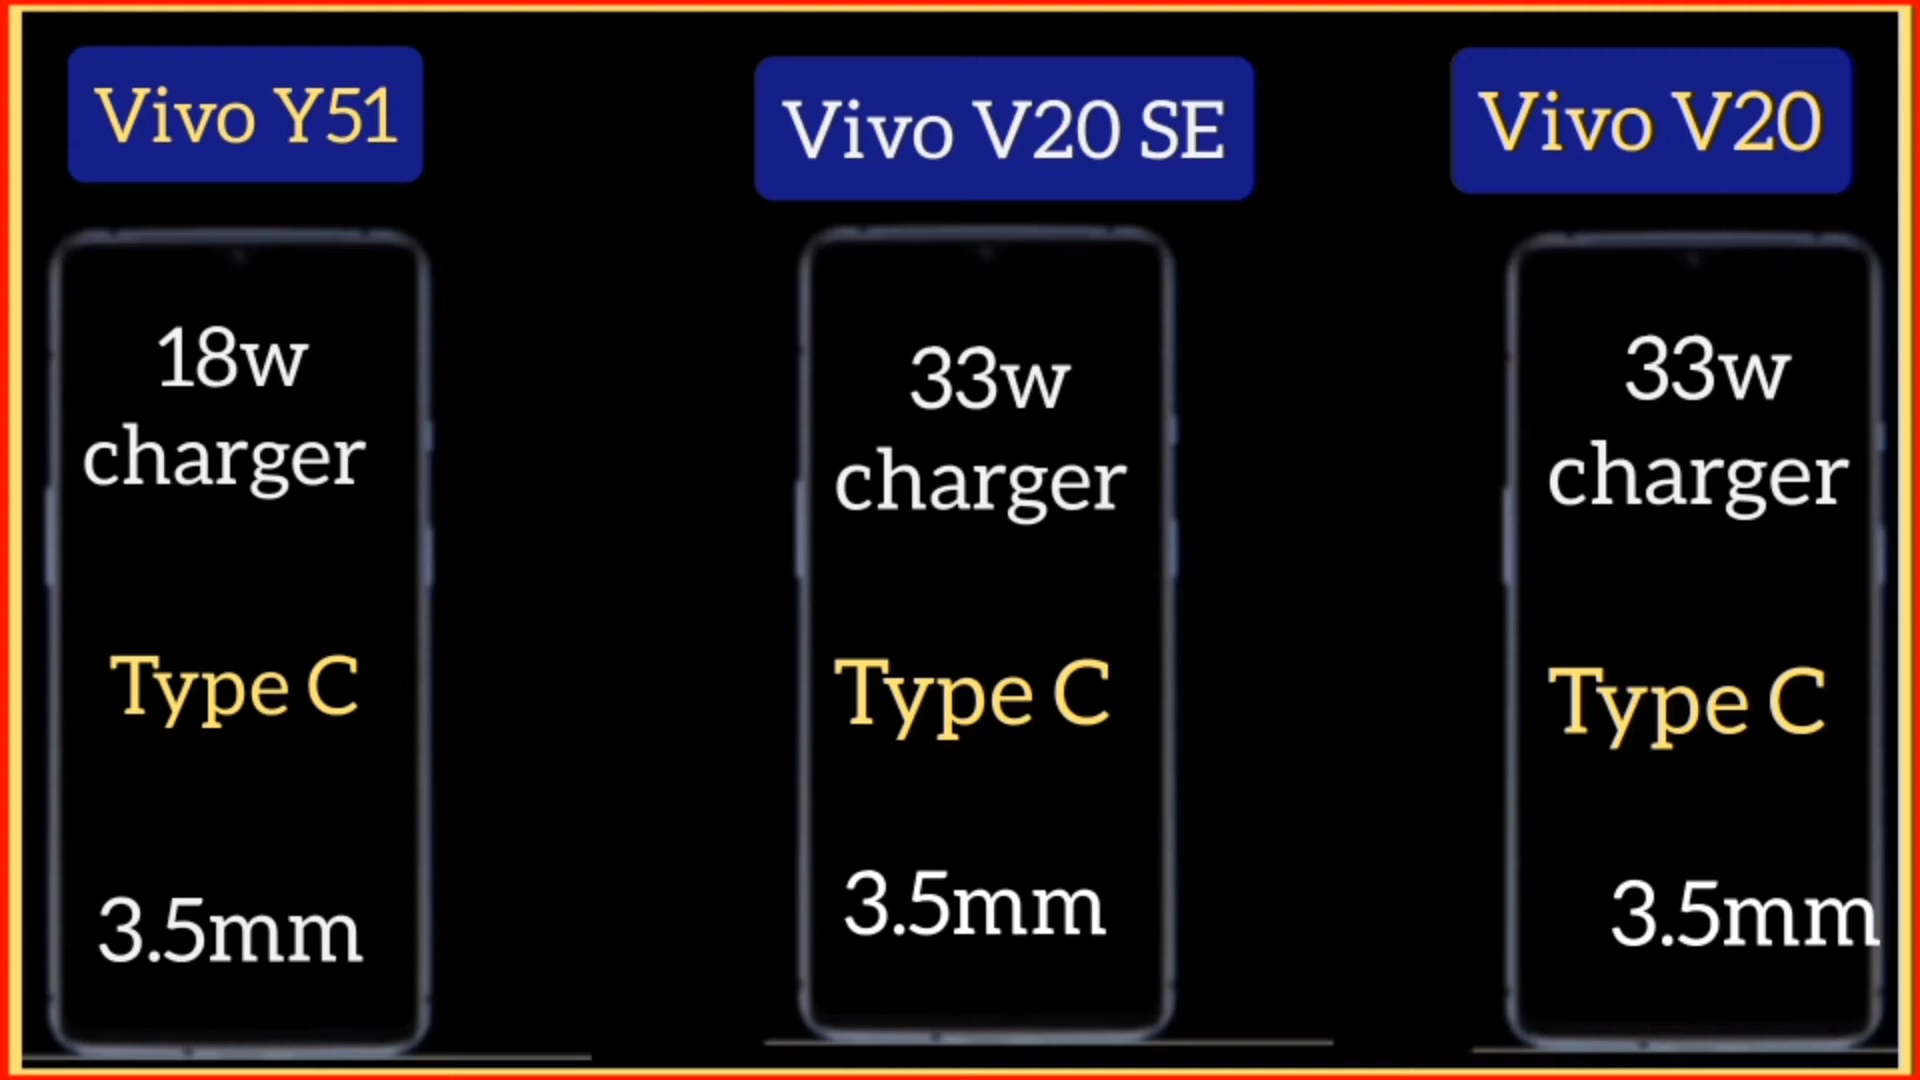 Vivo Y51
18w
charger
Type C
3.5mm
Vivo V20 SE
33w
charger
Type C
3.5mm
Vivo V20
33w
charger
Type C
3.5mm